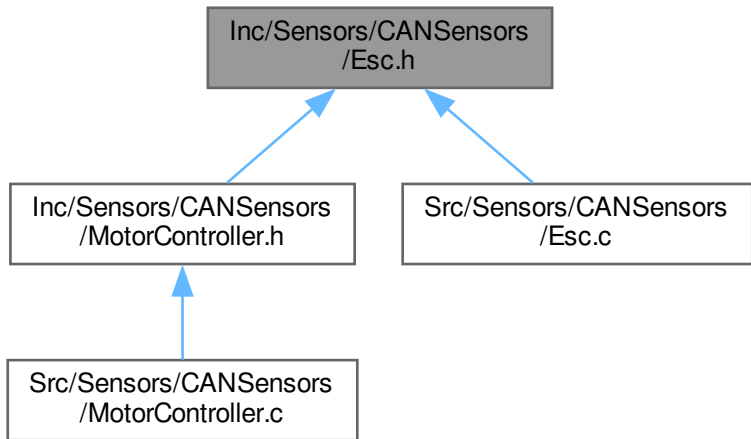 Inc/Sensors/CANSensors
/Esc.h
Inc/Sensors/CANSensors
/MotorController.h
Src/Sensors/CANSensors
/Esc.c
Src/Sensors/CANSensors
/MotorController.c